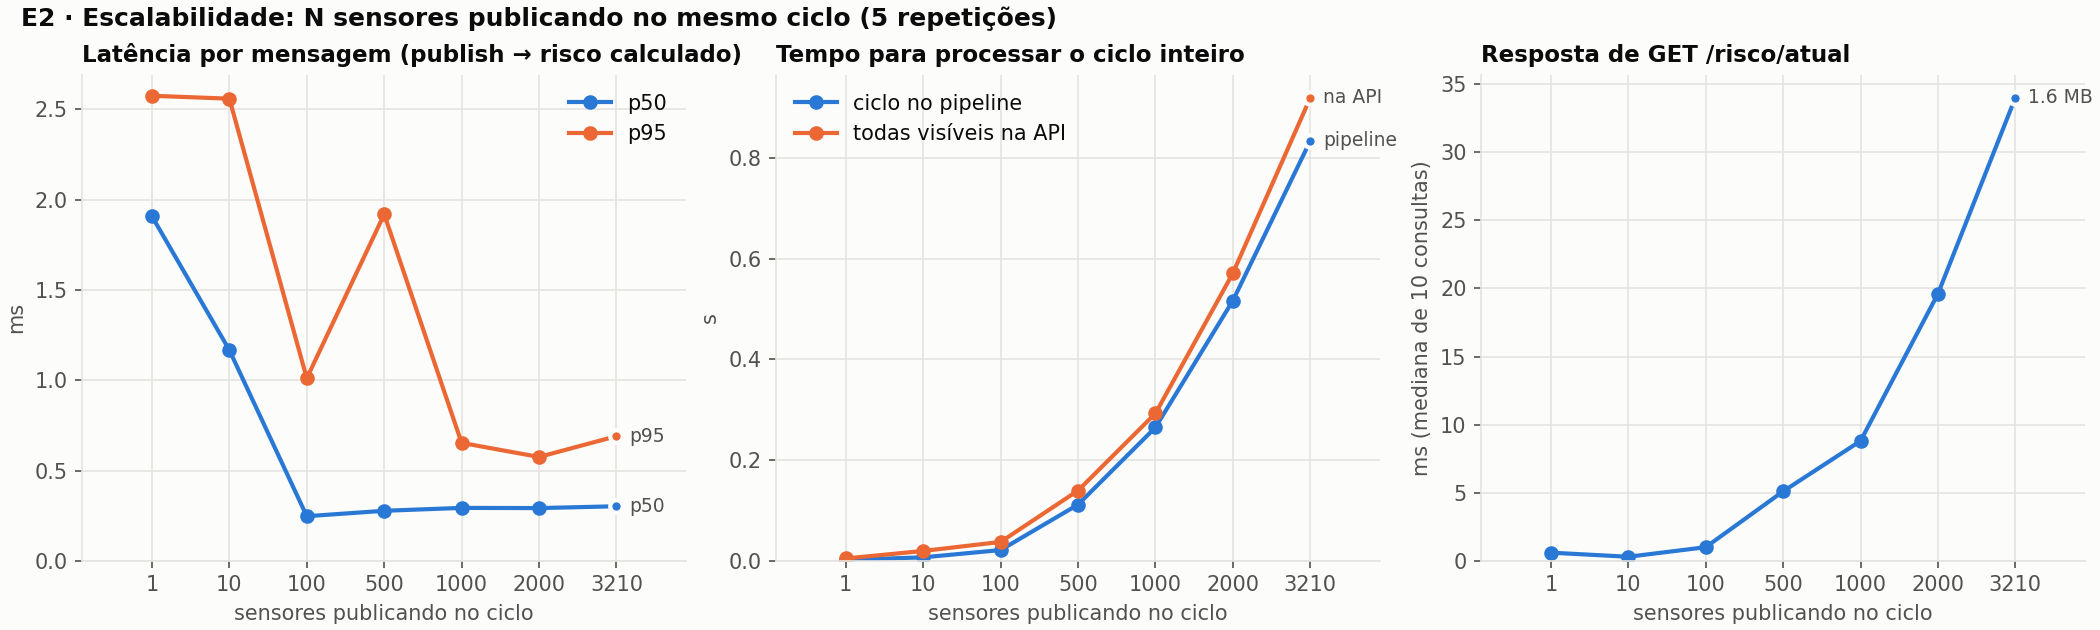 E2 · Escalabilidade: N sensores publicando no mesmo ciclo (5 repetições)
Latência por mensagem (publish → risco calculado)
p50
p95
2.5
2.0
1.5
1.0
0.5
0.0
ms
p95
p50
1 10 100 500 1000 2000 3210
sensores publicando no ciclo
Tempo para processar o ciclo inteiro
ciclo no pipeline
todas visíveis na API
na API
pipeline
0.8
0.6
0.4
0.2
0.0
s
1 10 100 500 1000 2000 3210
sensores publicando no ciclo
Resposta de GET /risco/atual
1.6 MB
35
30
25
20
15
10
5
0
ms (mediana de 10 consultas)
1 10 100 500 1000 2000 3210
sensores publicando no ciclo